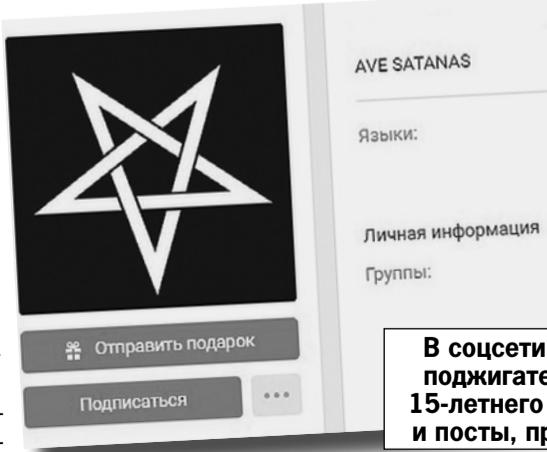 AVE SATANAS
Языки:
Личная информация
Группы:
Отправить подарок
Подписаться
В соцсети
поджигате
15-летнего
и посты, пр